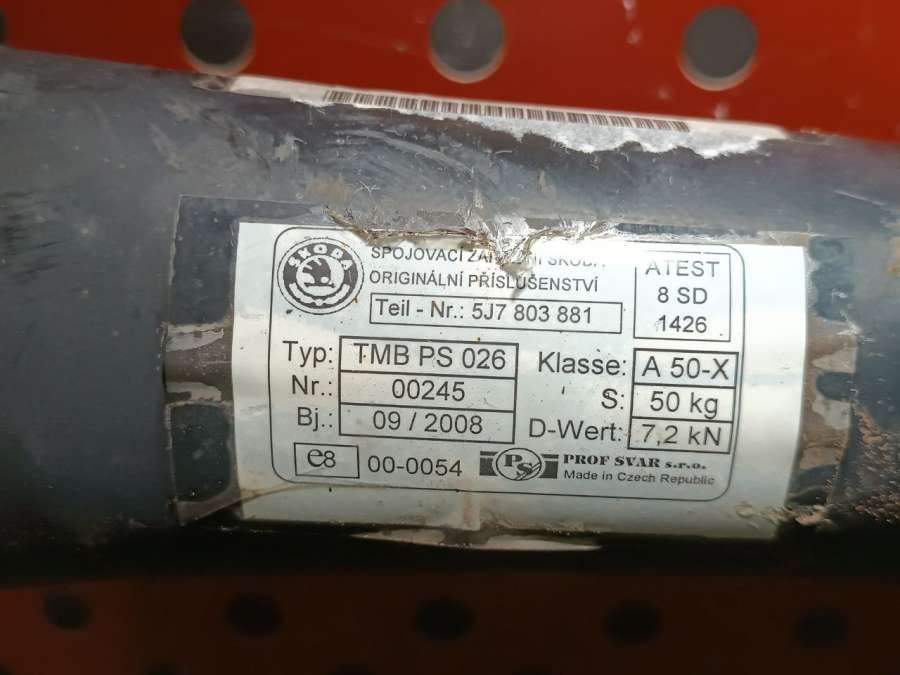 ŠKODA
SPOJOVACÍ ŠKODA
ORIGINÁLNÍ PŘÍSLUŠENSTVÍ
Teil - Nr.: 5J7 803 881
ATEST
8 SD
1426
Typ: TMB PS 026
Nr.: 00245
Bj.: 09 / 2008
Klasse: A 50-X
S: 50 kg
D-Wert: 7,2 kN
e8 00-0054
PS PROF SVAR s.r.o.
Made in Czech Republic